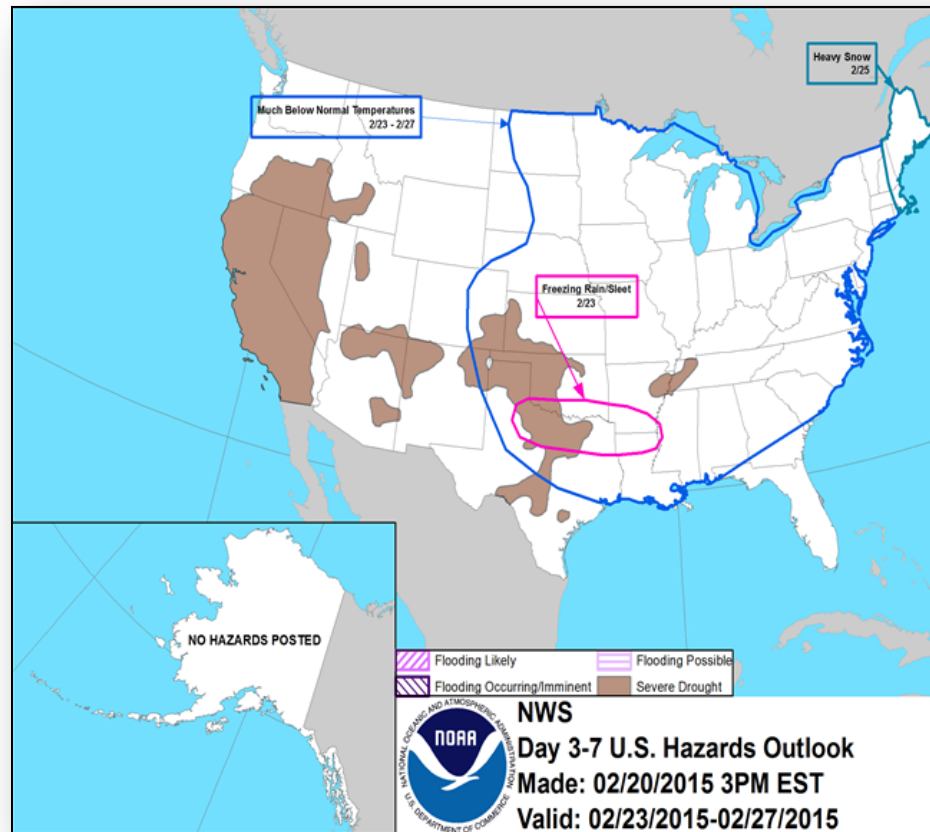 Heavy Snow
2/25
Much Below Normal Temperatures
2/23 - 2/27
Freezing Rain/Sleet
2/23
NO HAZARDS POSTED
Flooding Likely
Flooding Possible
Flooding Occurring/Imminent
Severe Drought
NATIONAL OCEANIC AND ATMOSPHERIC ADMINISTRATION
NOAA
U.S. DEPARTMENT OF COMMERCE
NWS
Day 3-7 U.S. Hazards Outlook
Made: 02/20/2015 3PM EST
Valid: 02/23/2015-02/27/2015